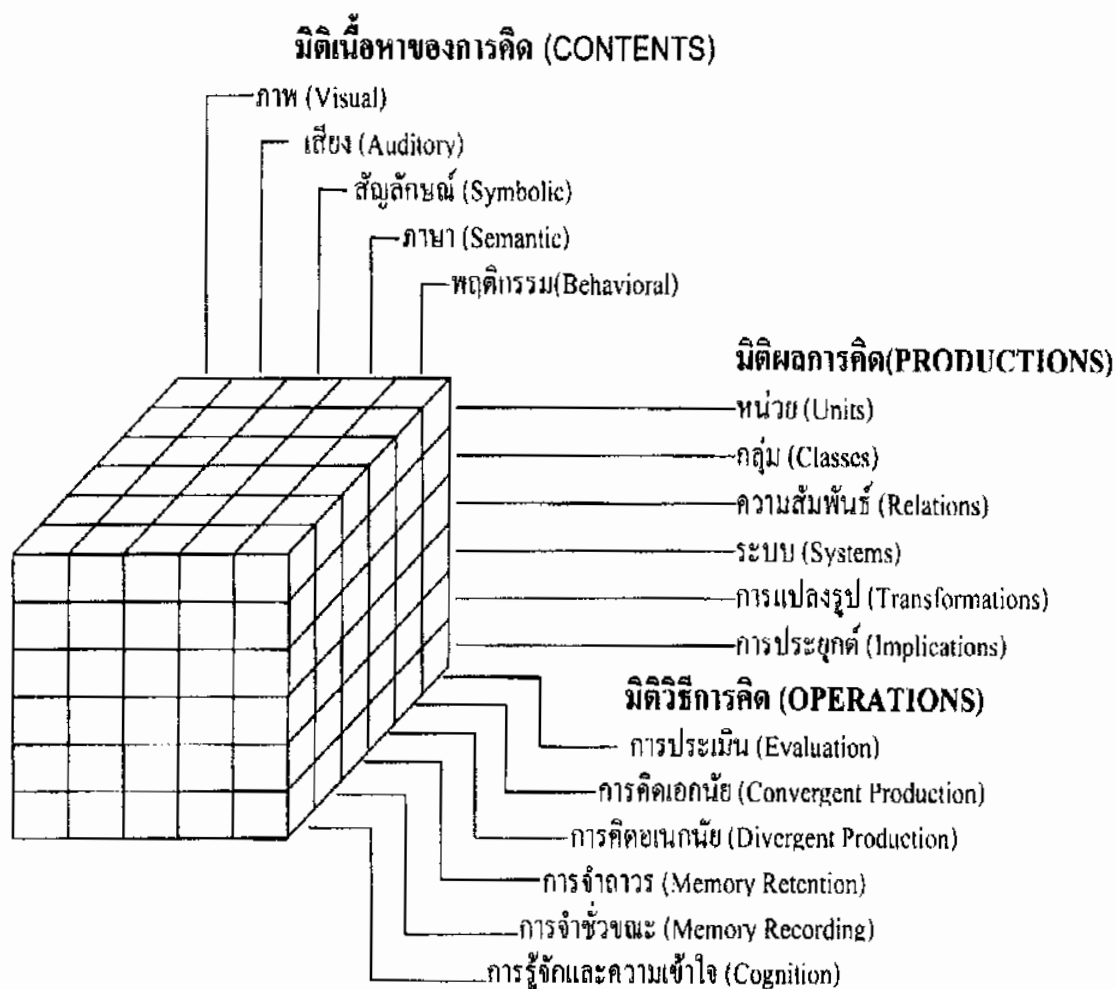 มิติเนื้อหาของการคิด (CONTENTS)
ภาพ (Visual)
เสียง (Auditory)
สัญลักษณ์ (Symbolic)
ภาษา (Semantic)
พฤติกรรม(Behavioral)
มิติผลการคิด(PRODUCTIONS)
หน่วย (Units)
กลุ่ม (Classes)
ความสัมพันธ์ (Relations)
ระบบ (Systems)
การแปลงรูป (Transformations)
การประยุกต์ (Implications)
มิติวิธีการคิด (OPERATIONS)
การประเมิน (Evaluation)
การคิดเอกนัย (Convergent Production)
การคิดอเนกนัย (Divergent Production)
การจำถาวร (Memory Retention)
การจำชั่วขณะ (Memory Recording)
การรู้จักและความเข้าใจ (Cognition)